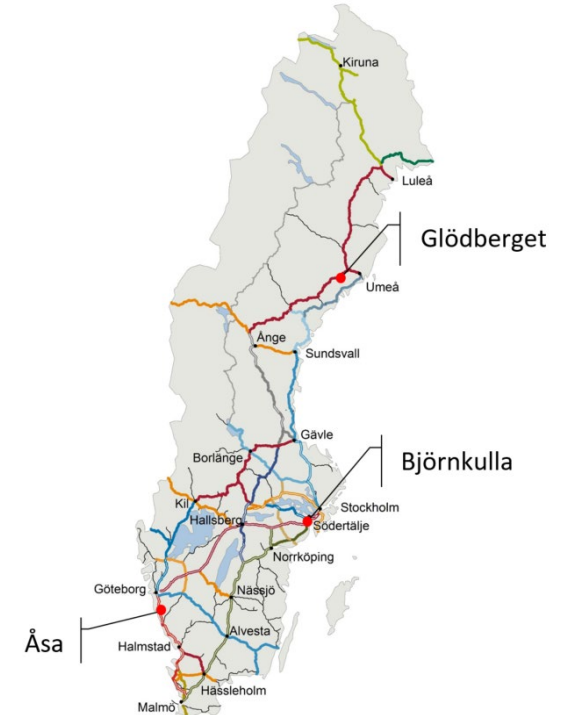 Kiruna
Luleå
Glödberget
Umeå
Ånge
Sundsvall
Gävle
Borlänge
Björnkulla
Kil
Stockholm
Hallsberg
Södertälje
Norrköping
Göteborg
Nässjö
Åsa
Alvesta
Halmstad
Hässleholm
Malmö